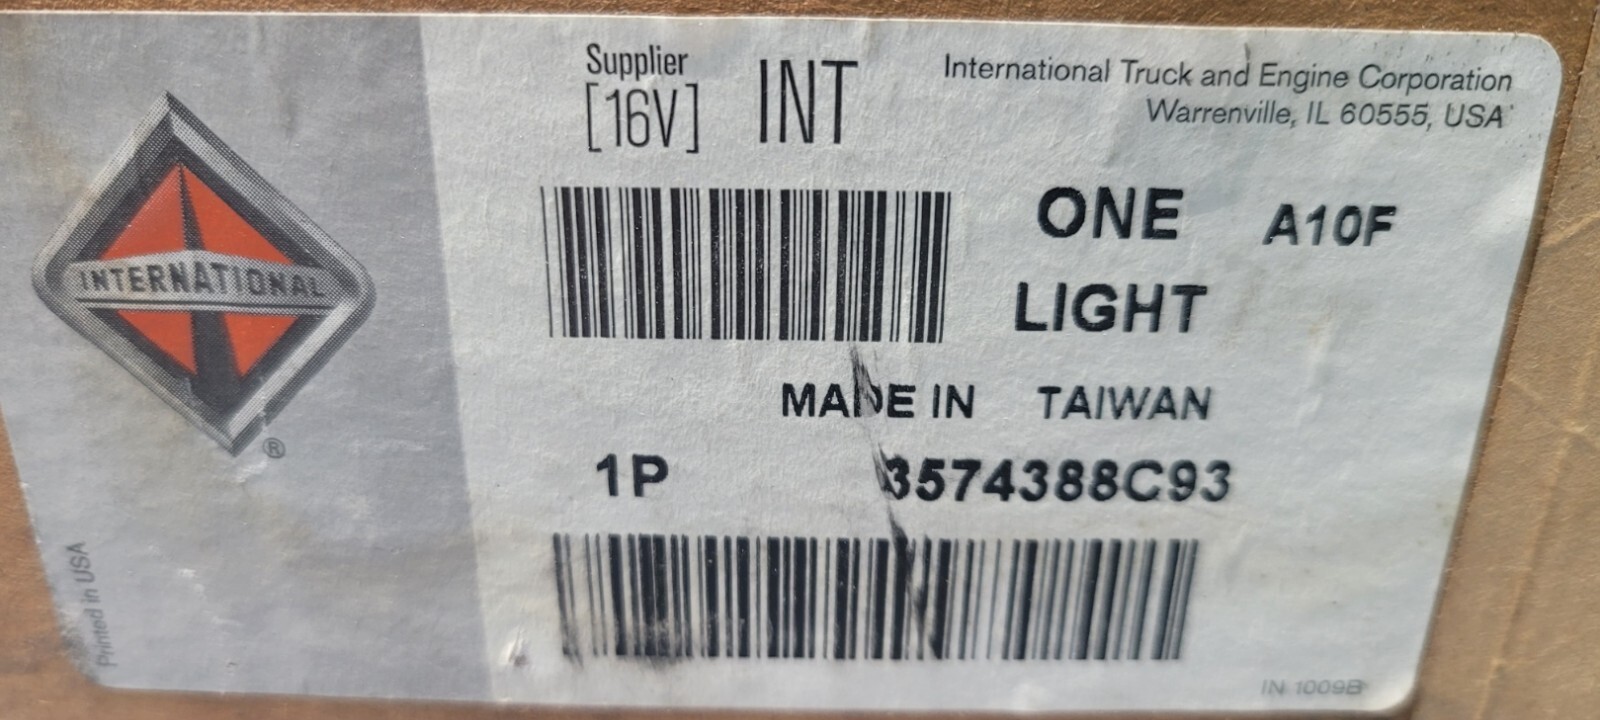 Supplier
[16V] INT
International Truck and Engine Corporation
Warrenville, IL 60555, USA
INTERNATIONAL
®
ONE A10F
LIGHT
MADE IN TAIWAN
1P 3574388C93
Printed in USA
IN 1009B